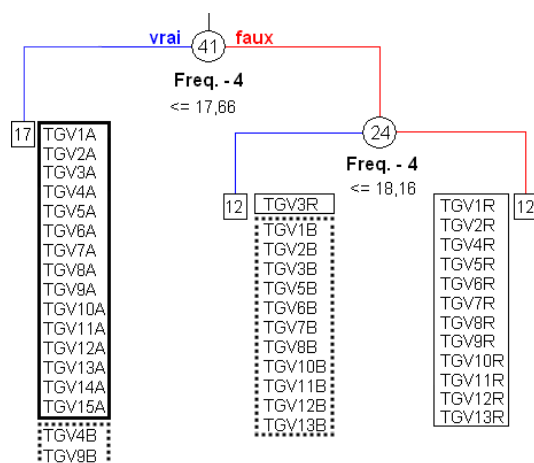 vrai 41 faux
Freq. - 4
<= 17,66
24
Freq. - 4
<= 18,16
17
TGV1A
TGV2A
TGV3A
TGV4A
TGV5A
TGV6A
TGV7A
TGV8A
TGV9A
TGV10A
TGV11A
TGV12A
TGV13A
TGV14A
TGV15A
TGV4B
TGV9B
12
TGV3R
TGV1B
TGV2B
TGV3B
TGV5B
TGV6B
TGV7B
TGV8B
TGV10B
TGV11B
TGV12B
TGV13B
12
TGV1R
TGV2R
TGV4R
TGV5R
TGV6R
TGV7R
TGV8R
TGV9R
TGV10R
TGV11R
TGV12R
TGV13R